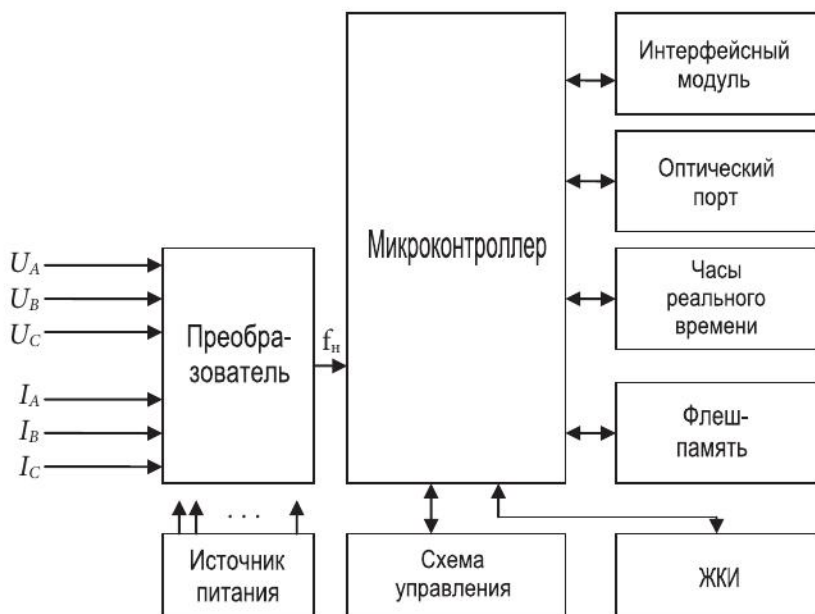 Интерфейсный
модуль
Оптический
порт
Микроконтроллер
Часы
реального
времени
U_A
U_B
U_C
Преобра-
зователь
f_н
I_A
I_B
I_C
Флеш-
память
. . .
Источник
питания
Схема
управления
ЖКИ